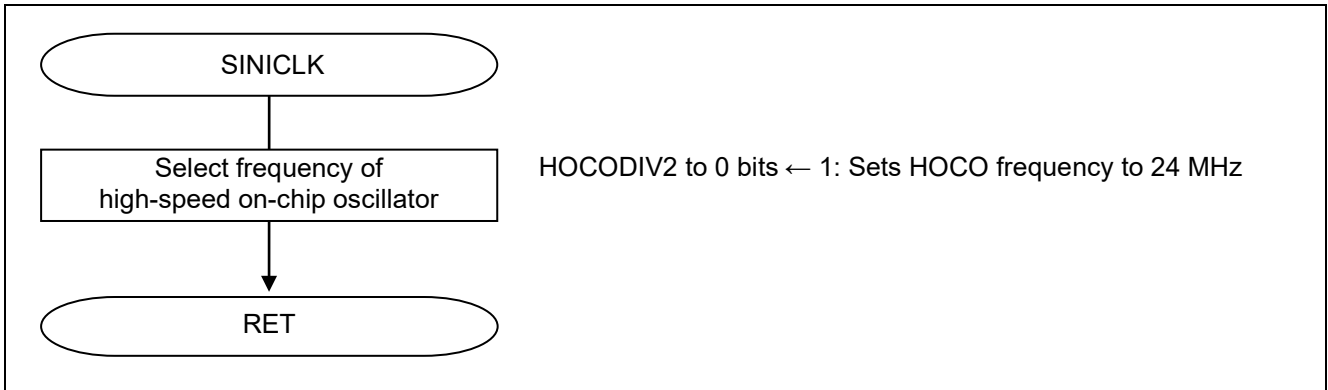 SINICLK
Select frequency of
high-speed on-chip oscillator
HOCODIV2 to 0 bits ← 1: Sets HOCO frequency to 24 MHz
RET